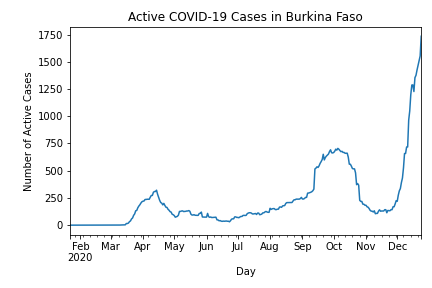 Active COVID-19 Cases in Burkina Faso
Number of Active Cases
1750
1500
1250
1000
750
500
250
0
Feb Mar Apr May Jun Jul Aug Sep Oct Nov Dec
2020
Day